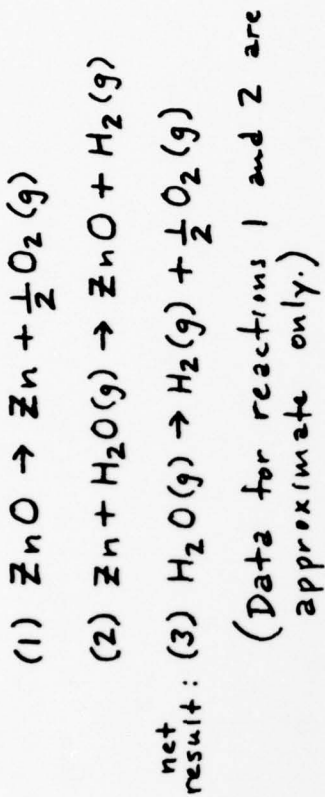 (1) ZnO → Zn + ½ O₂ (g)
(2) Zn + H₂O (g) → ZnO + H₂ (g)
net
result: (3) H₂O (g) → H₂ (g) + ½ O₂ (g)
(Data for reactions 1 and 2 are
approximate only.)